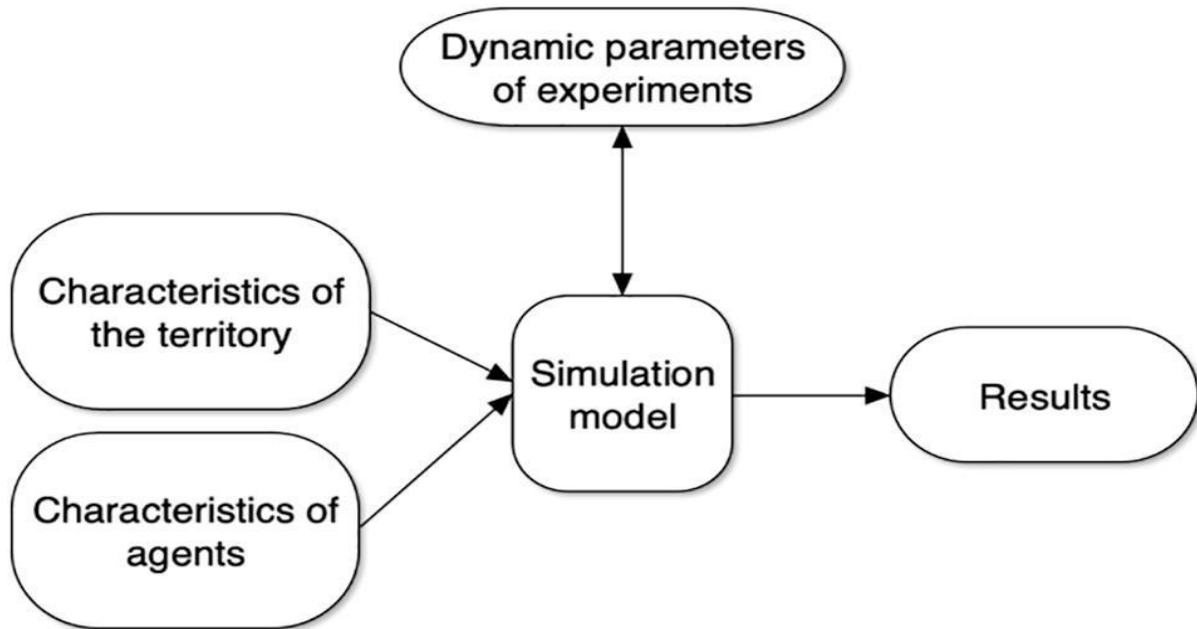 Dynamic parameters
of experiments
Characteristics of
the territory
Simulation
model
Results
Characteristics of
agents